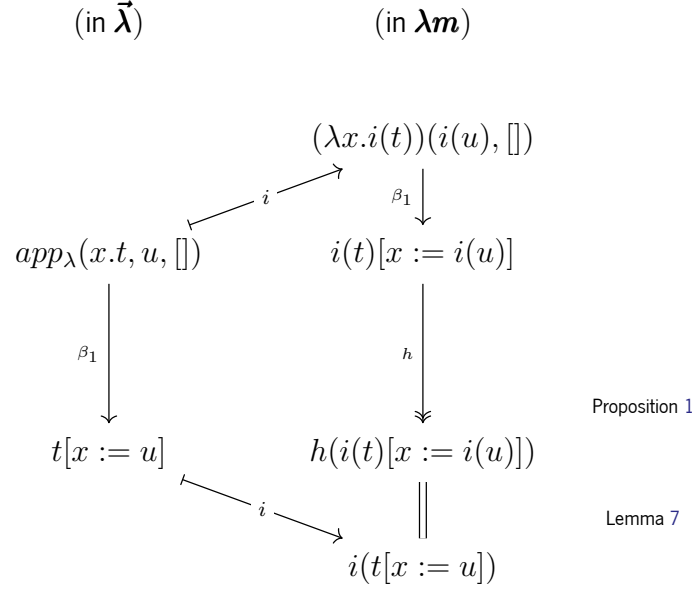 (in λ⃗) (in λm)
(λx.i(t))(i(u), [])
i β₁
app_λ(x.t, u, []) i(t)[x := i(u)]
β₁ h
Proposition 1
t[x := u] h(i(t)[x := i(u)])
i Lemma 7
i(t[x := u])